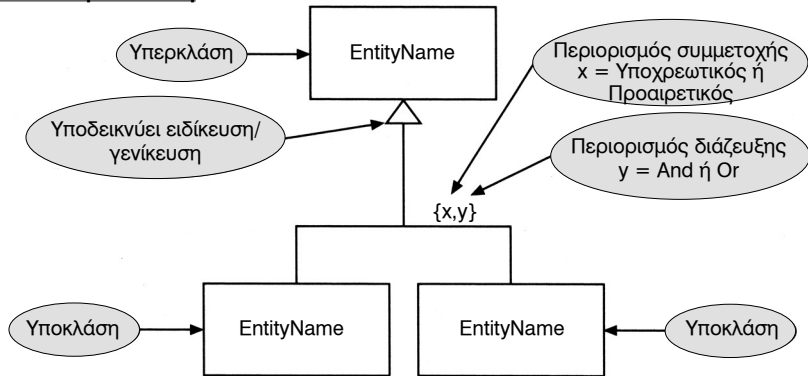 Υπερκλάση
EntityName
Περιορισμός συμμετοχής
x = Υποχρεωτικός ή
Προαιρετικός
Υποδεικνύει ειδίκευση/
γενίκευση
Περιορισμός διάζευξης
y = And ή Or
{x,y}
Υποκλάση
EntityName
EntityName
Υποκλάση